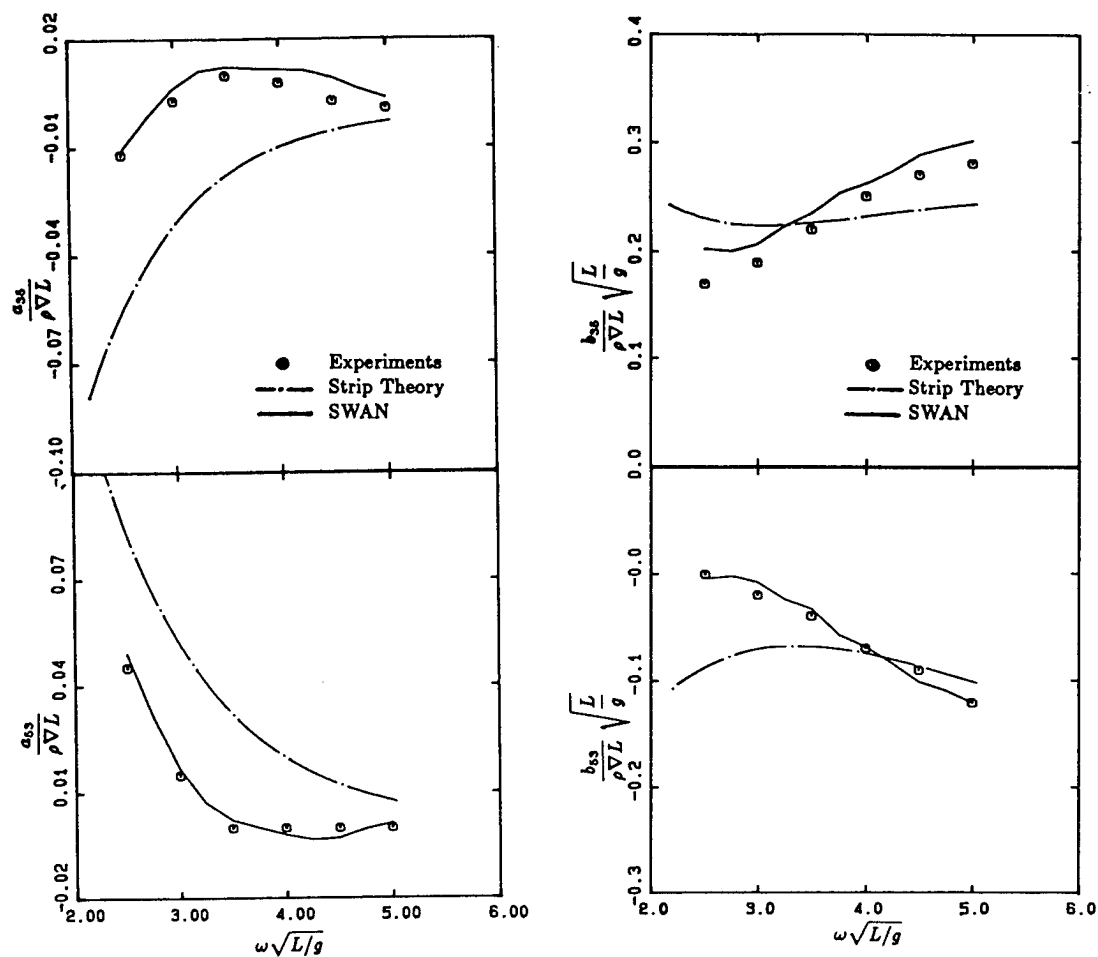 0.02
-0.01
-0.04
-0.07
-0.10
a₃₅/ρ∇L
Experiments
Strip Theory
SWAN
0.4
0.3
0.2
0.1
0.0
b₃₅/ρ∇L √L/g
Experiments
Strip Theory
SWAN
0.07
0.04
0.01
-0.02
a₅₃/ρ∇L
2.00 3.00 4.00 5.00 6.00
ω√L/g
-0.0
-0.1
-0.2
-0.3
b₅₃/ρ∇L √L/g
2.0 3.0 4.0 5.0 6.0
ω√L/g